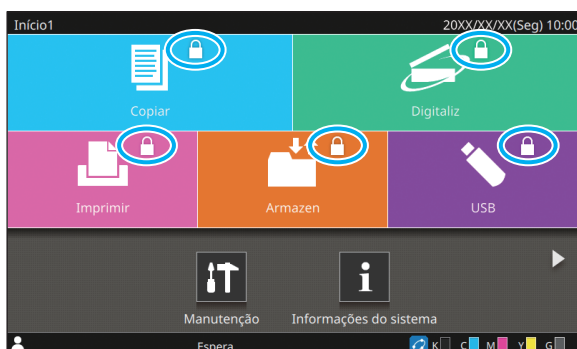 Início1 20XX/XX/XX(Seg) 10:00
Copiar Digitaliz
Imprimir Armazen USB
Manutenção Informações do sistema
Espera K C M Y G